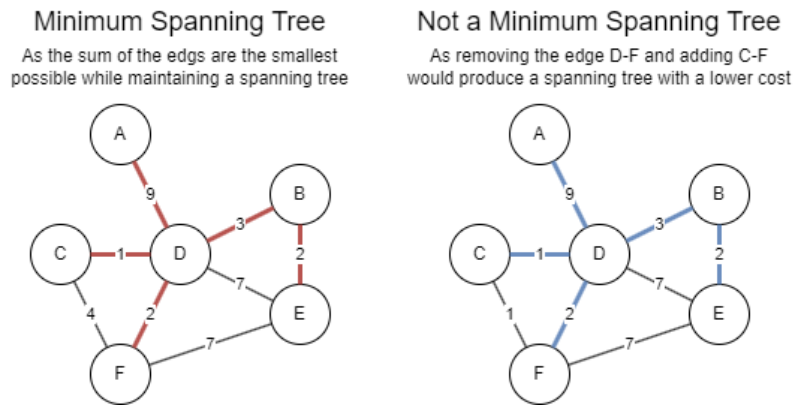 Minimum Spanning Tree
As the sum of the edgs are the smallest
possible while maintaining a spanning tree
A
9
B
3
C
1
D
2
7
4
2
E
7
F
Not a Minimum Spanning Tree
As removing the edge D-F and adding C-F
would produce a spanning tree with a lower cost
A
9
B
3
C
1
D
2
7
1
2
E
7
F